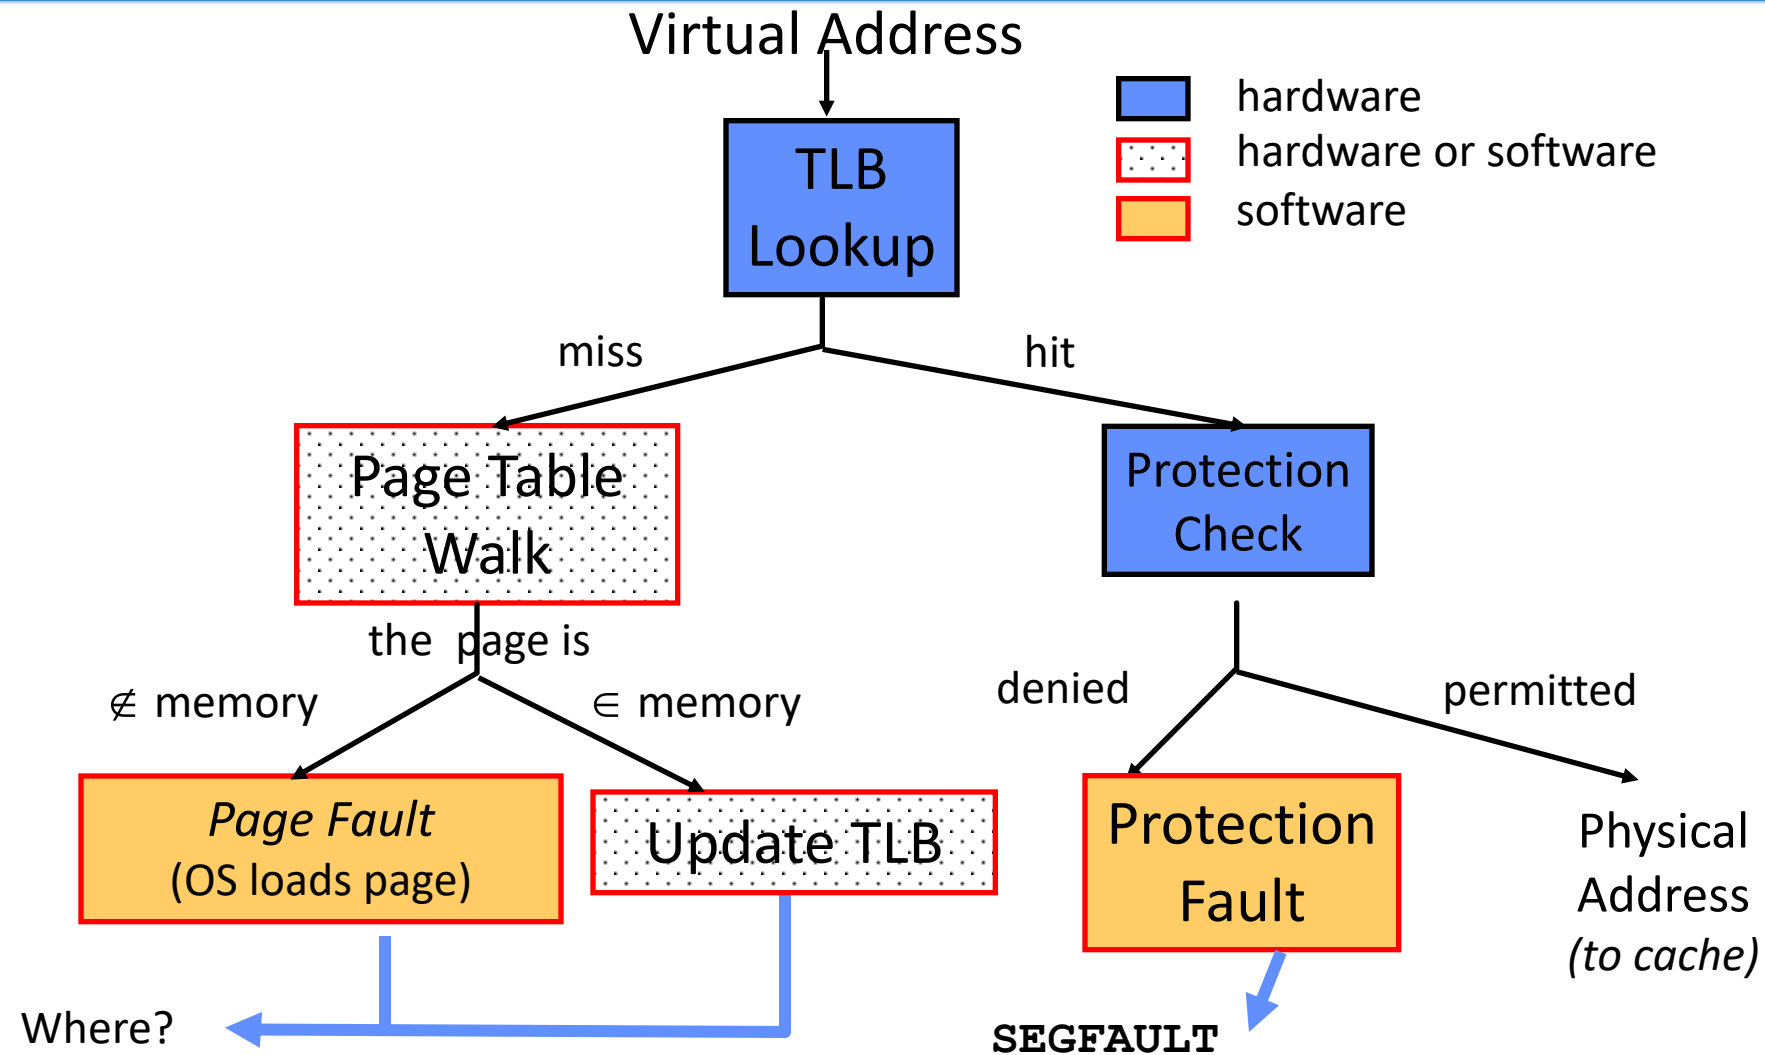 Virtual Address
hardware
hardware or software
software
TLB
Lookup
miss
hit
Page Table
Walk
Protection
Check
the page is
∉ memory
∈ memory
denied
permitted
Page Fault
(OS loads page)
Update TLB
Protection
Fault
Physical
Address
(to cache)
Where?
SEGFAULT